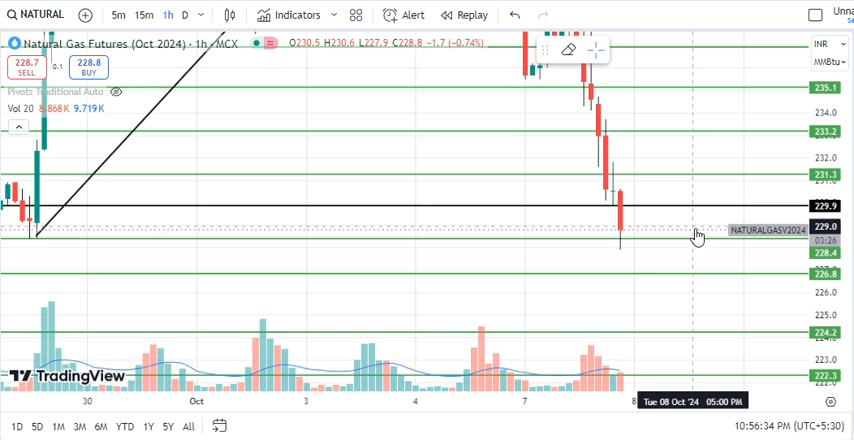 NATURAL 5m 15m 1h D Indicators Alert Replay Unna
Sa
Natural Gas Futures (Oct 2024) · 1h · MCX O230.5 H230.6 L227.9 C228.8 -1.7 (-0.74%)
INR
228.7 0.1 228.8
SELL BUY
MMBtu
Pivots Traditional Auto
235.1
Vol 20 8.868K 9.719K
234.0
233.2
232.0
231.3
229.9
229.0
NATURALGASV2024
03:26
228.4
226.8
226.0
225.0
224.2
223.0
TradingView
222.3
30 Oct 3 4 7 8 Tue 08 Oct '24 05:00 PM
1D 5D 1M 3M 6M YTD 1Y 5Y All 10:56:34 PM (UTC+5:30)